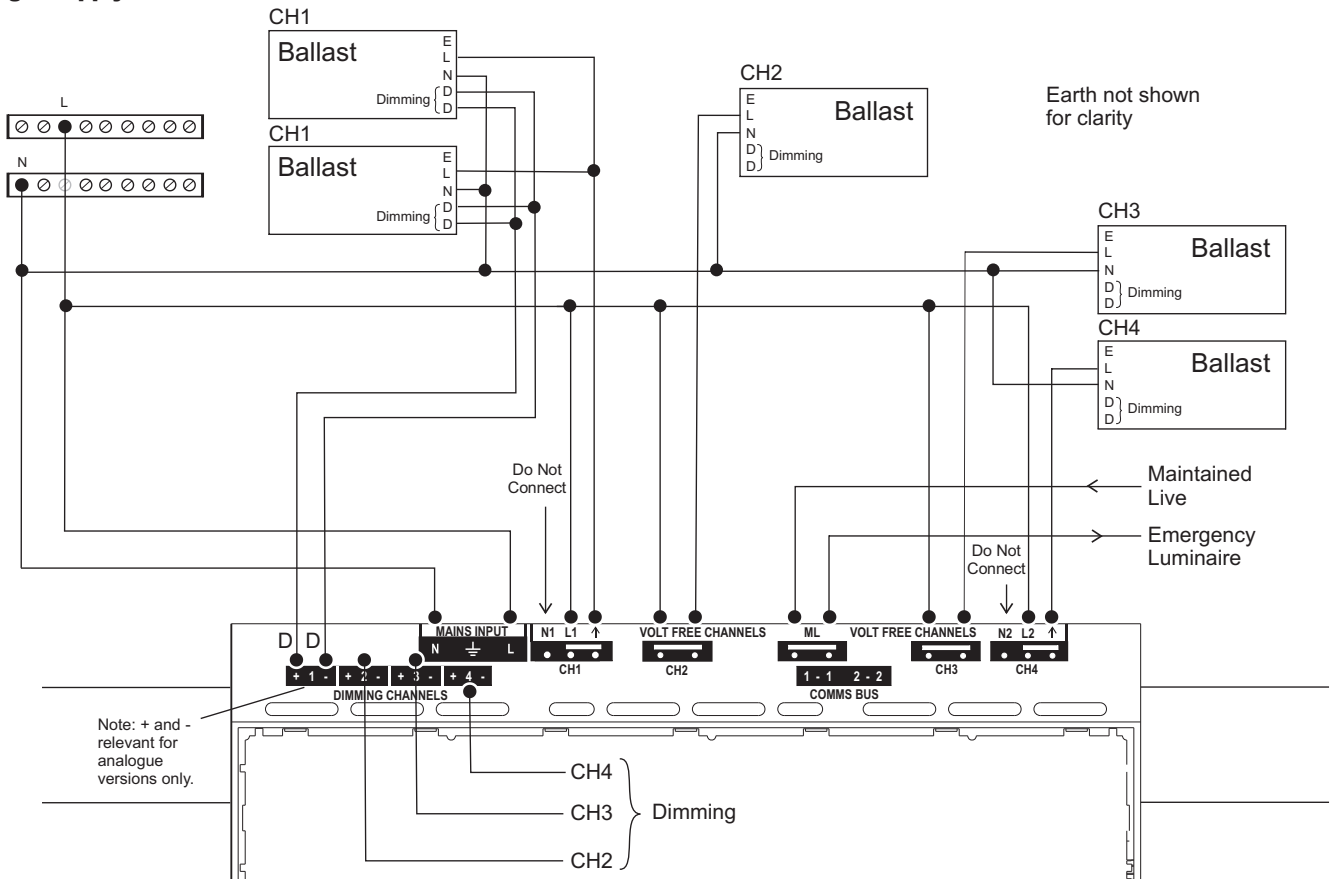 CH1
Ballast
E
L
N
D
D
Dimming
CH1
Ballast
E
L
N
D
D
Dimming
CH2
E
L
N
D
D
Dimming
Ballast
Earth not shown
for clarity
L
N
CH3
E
L
N
D
D
Dimming
Ballast
CH4
E
L
N
D
D
Dimming
Ballast
Do Not
Connect
Maintained
Live
Emergency
Luminaire
Do Not
Connect
MAINS INPUT
N L
N1 L1 ↑
CH1
VOLT FREE CHANNELS
CH2
ML
VOLT FREE CHANNELS
CH3
N2 L2 ↑
CH4
D D
+ 1 - + 2 - + 3 - + 4 -
DIMMING CHANNELS
1 - 1 2 - 2
COMMS BUS
Note: + and -
relevant for
analogue
versions only.
CH4
CH3
CH2
Dimming